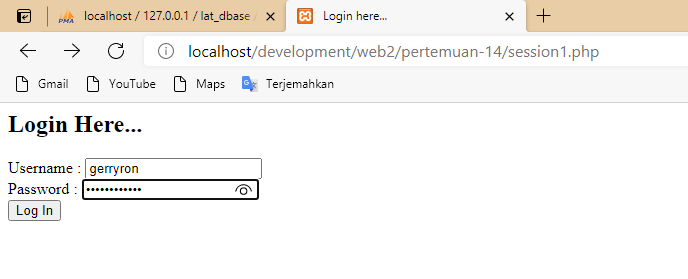 PMA localhost / 127.0.0.1 / lat_dbase
Login here...
localhost/development/web2/pertemuan-14/session1.php
Gmail YouTube Maps Terjemahkan
Login Here...
Username : gerryron
Password : ••••••••••••
Log In